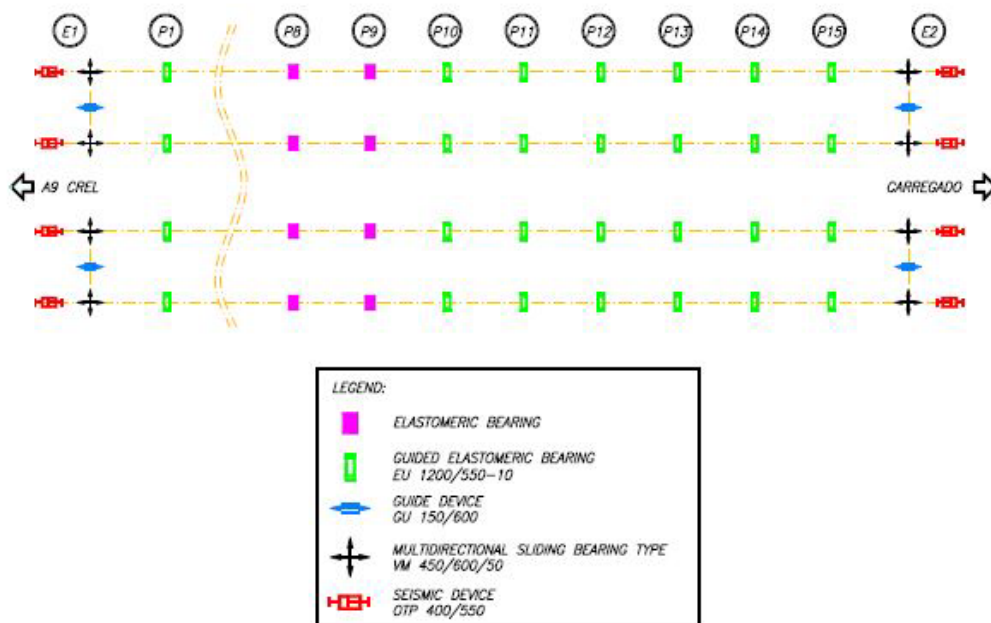 E1 P1 P8 P9 P10 P11 P12 P13 P14 P15 E2
A9 CREL CARREGADO
LEGEND:
ELASTOMERIC BEARING
GUIDED ELASTOMERIC BEARING
EU 1200/550-10
GUIDE DEVICE
GU 150/600
MULTIDIRECTIONAL SLIDING BEARING TYPE
VM 450/600/50
SEISMIC DEVICE
OTP 400/550